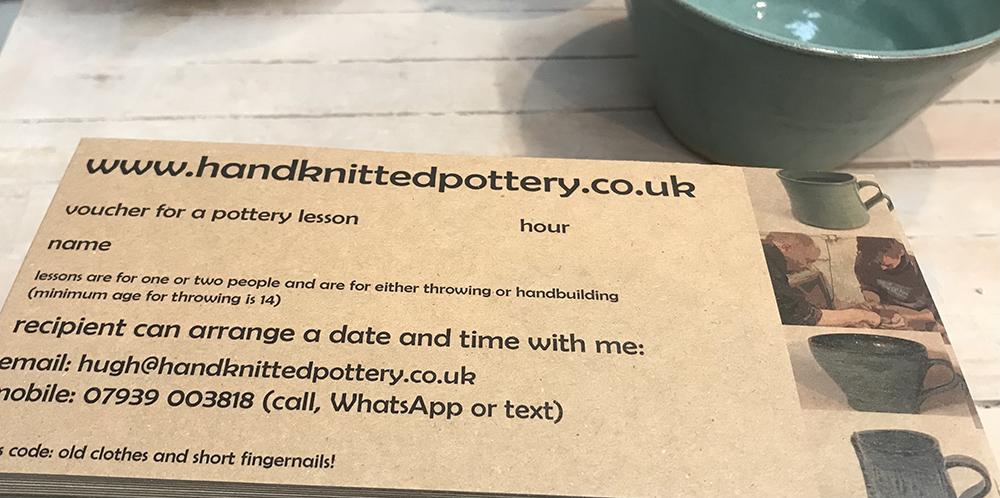 www.handknittedpottery.co.uk
voucher for a pottery lesson hour
name
lessons are for one or two people and are for either throwing or handbuilding
(minimum age for throwing is 14)
recipient can arrange a date and time with me:
email: hugh@handknittedpottery.co.uk
mobile: 07939 003818 (call, WhatsApp or text)
s code: old clothes and short fingernails!